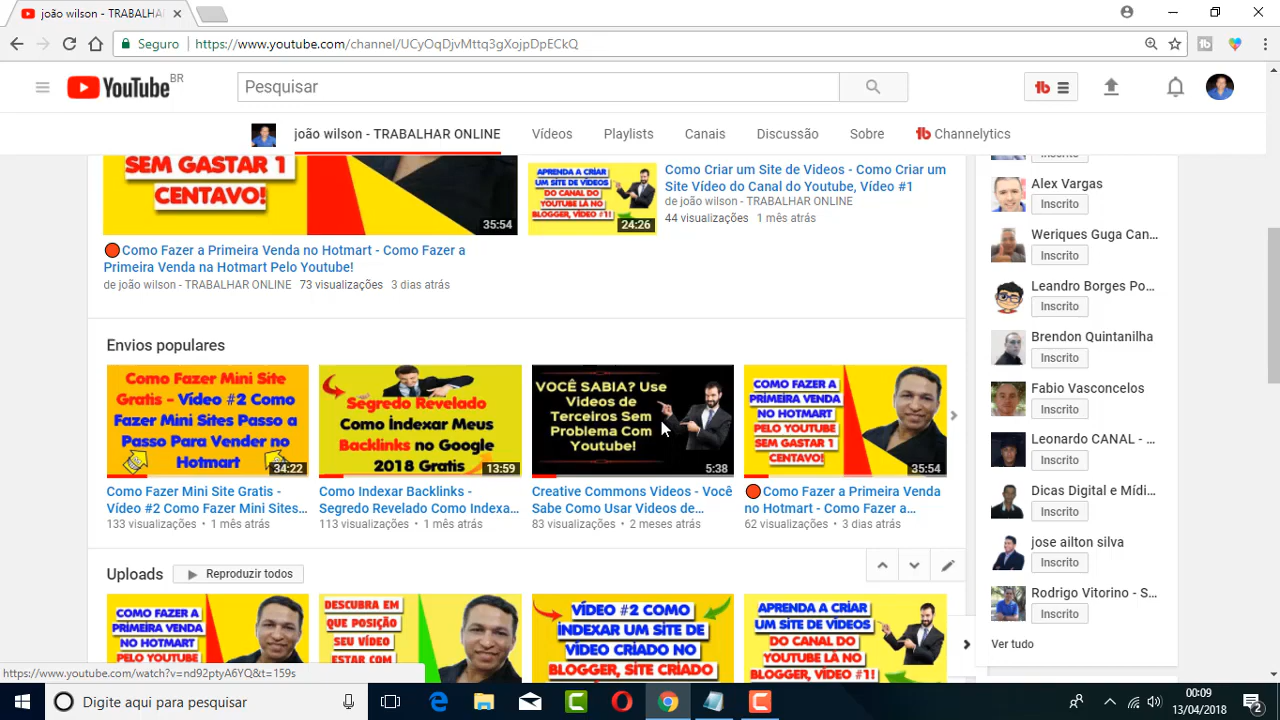 joão wilson - TRABALHA
Seguro
https://www.youtube.com/channel/UCyOqDjvMttq3gXojpDpECkQ
YouTube BR
Pesquisar
joão wilson - TRABALHAR ONLINE
Vídeos
Playlists
Canais
Discussão
Sobre
Channelytics
SEM GASTAR 1
CENTAVO!
35:54
Como Fazer a Primeira Venda no Hotmart - Como Fazer a
Primeira Venda na Hotmart Pelo Youtube!
de joão wilson - TRABALHAR ONLINE 73 visualizações 3 dias atrás
APRENDA A CRIAR
UM SITE DE VÍDEOS
DO CANAL DO
YOUTUBE LÁ NO
BLOGGER, VÍDEO #1!
24:26
Como Criar um Site de Videos - Como Criar um
Site Vídeo do Canal do Youtube, Vídeo #1
de joão wilson - TRABALHAR ONLINE
44 visualizações 1 mês atrás
Alex Vargas
Inscrito
Weriques Guga Can...
Inscrito
Leandro Borges Po...
Inscrito
Brendon Quintanilha
Inscrito
Fabio Vasconcelos
Inscrito
Leonardo CANAL - ...
Inscrito
Dicas Digital e Mídi...
Inscrito
jose ailton silva
Inscrito
Rodrigo Vitorino - S...
Inscrito
Ver tudo
Envios populares
Como Fazer Mini Site
Gratis - Vídeo #2 Como
Fazer Mini Sites Passo a
Passo Para Vender no
Hotmart
34:22
Como Fazer Mini Site Gratis -
Vídeo #2 Como Fazer Mini Sites...
133 visualizações • 1 mês atrás
Segredo Revelado
Como Indexar Meus
Backlinks no Google
2018 Gratis
13:59
Como Indexar Backlinks -
Segredo Revelado Como Indexa...
113 visualizações • 1 mês atrás
VOCÊ SABIA? Use
Videos de
Terceiros Sem
Problema Com
Youtube!
5:38
Creative Commons Videos - Você
Sabe Como Usar Videos de...
83 visualizações • 2 meses atrás
COMO FAZER A
PRIMEIRA VENDA
NO HOTMART
PELO YOUTUBE
SEM GASTAR 1
CENTAVO!
35:54
Como Fazer a Primeira Venda
no Hotmart - Como Fazer a...
62 visualizações • 3 dias atrás
Uploads
Reproduzir todos
COMO FAZER A
PRIMEIRA VENDA
NO HOTMART
DESCUBRA EM
QUE POSIÇÃO
SEU VÍDEO
ESTAR COM
VÍDEO #2 COMO
INDEXAR UM SITE DE
VÍDEO CRIADO NO
BLOGGER, SITE CRIADO
APRENDA A CRIAR
UM SITE DE VÍDEOS
DO CANAL DO
YOUTUBE LÁ NO
BLOGGER, VÍDEO #1!
https://www.youtube.com/watch?v=nd92ptyA6YQ&t=159s
Digite aqui para pesquisar
00:09
13/04/2018
2